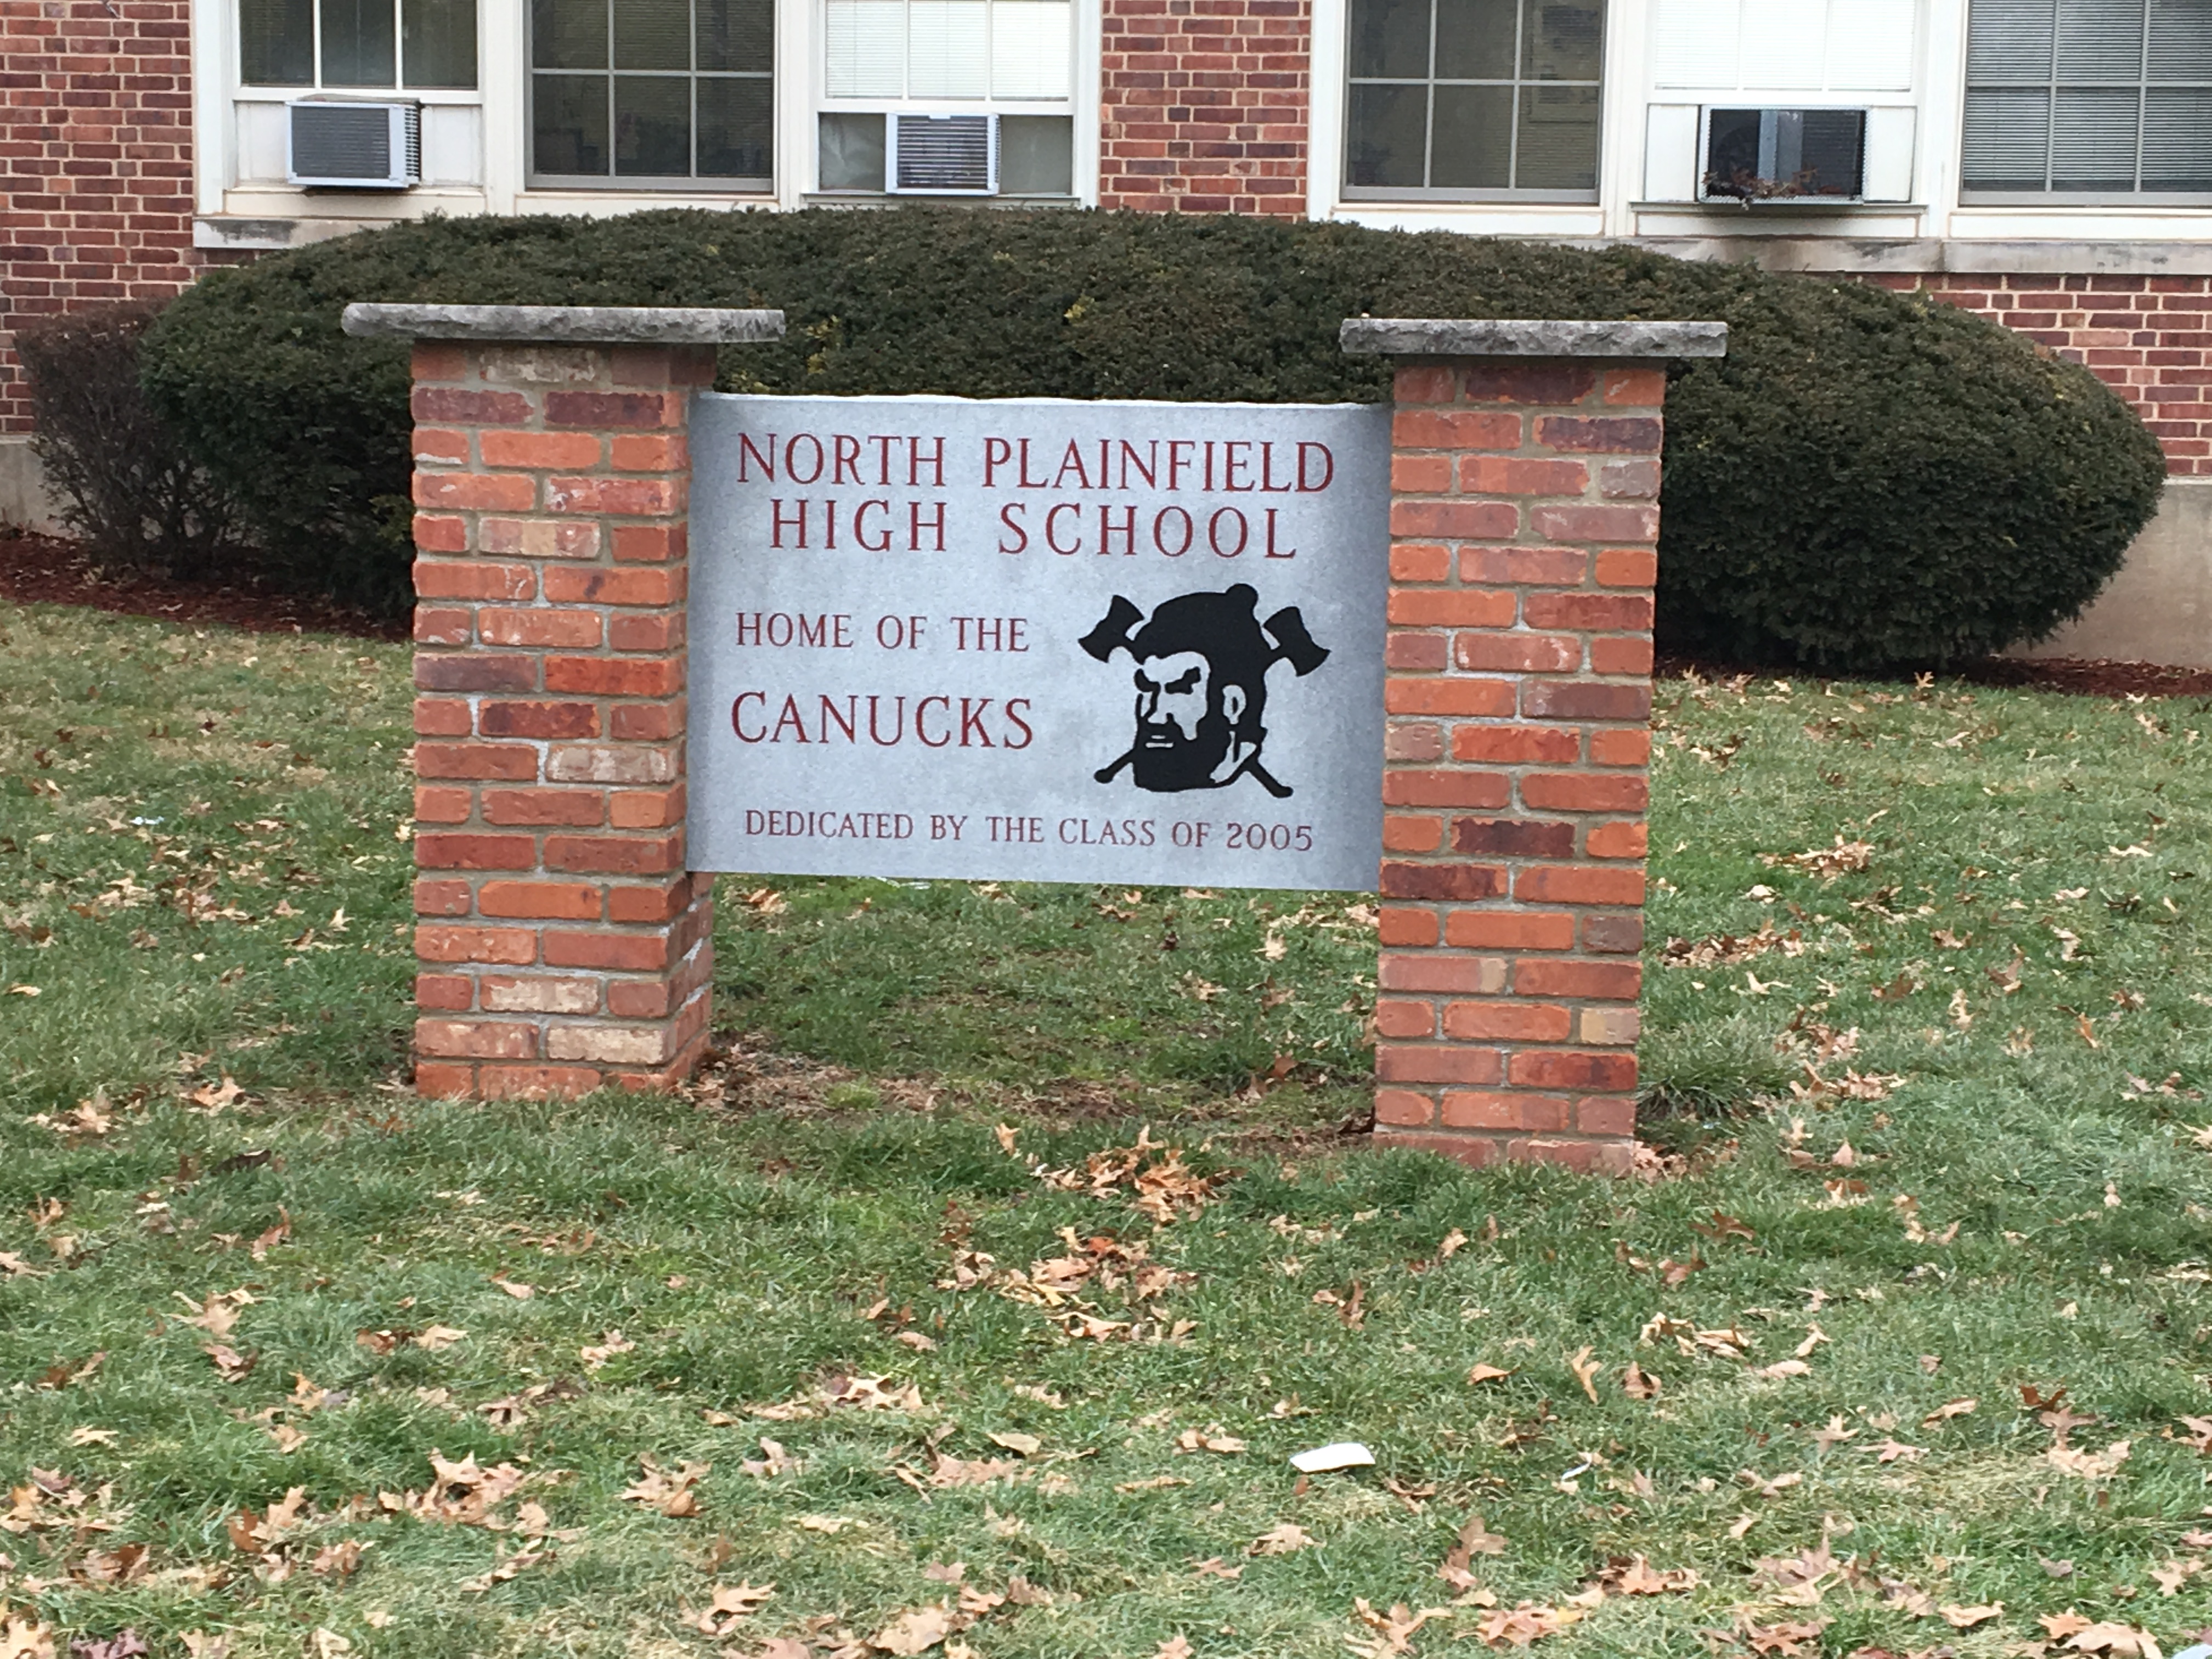 NORTH PLAINFIELD
HIGH SCHOOL
HOME OF THE
CANUCKS
DEDICATED BY THE CLASS OF 2005